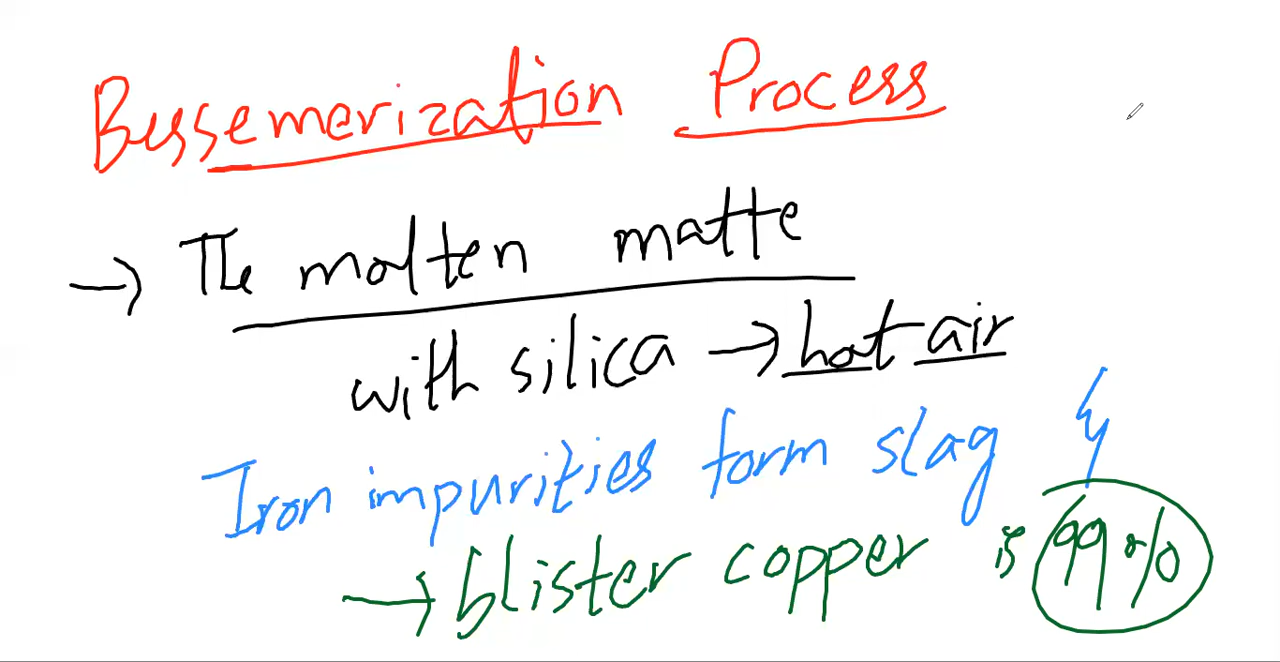 Bessemerization Process
→ The molten matte
with silica → hot air
Iron impurities form slag &
→ blister copper is 99%